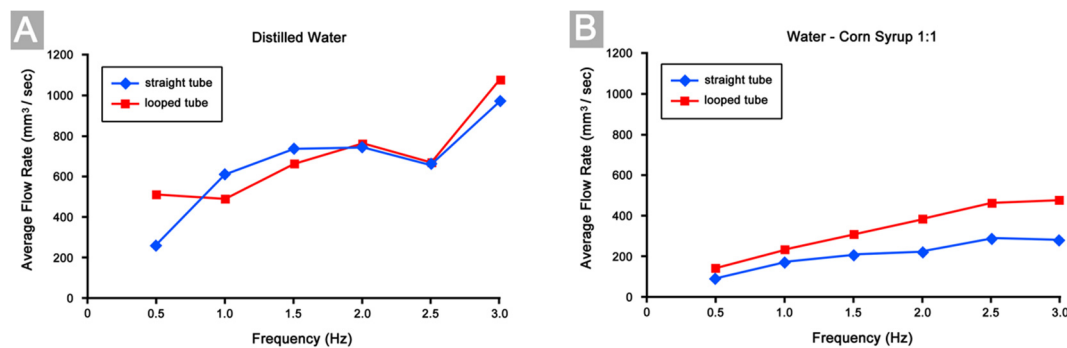 A
Distilled Water
1200
1000
800
600
400
200
0
Average Flow Rate (mm³ / sec)
straight tube
looped tube
0 0.5 1.0 1.5 2.0 2.5 3.0
Frequency (Hz)
B
Water - Corn Syrup 1:1
1200
1000
800
600
400
200
0
Average Flow Rate (mm³ / sec)
straight tube
looped tube
0 0.5 1.0 1.5 2.0 2.5 3.0
Frequency (Hz)